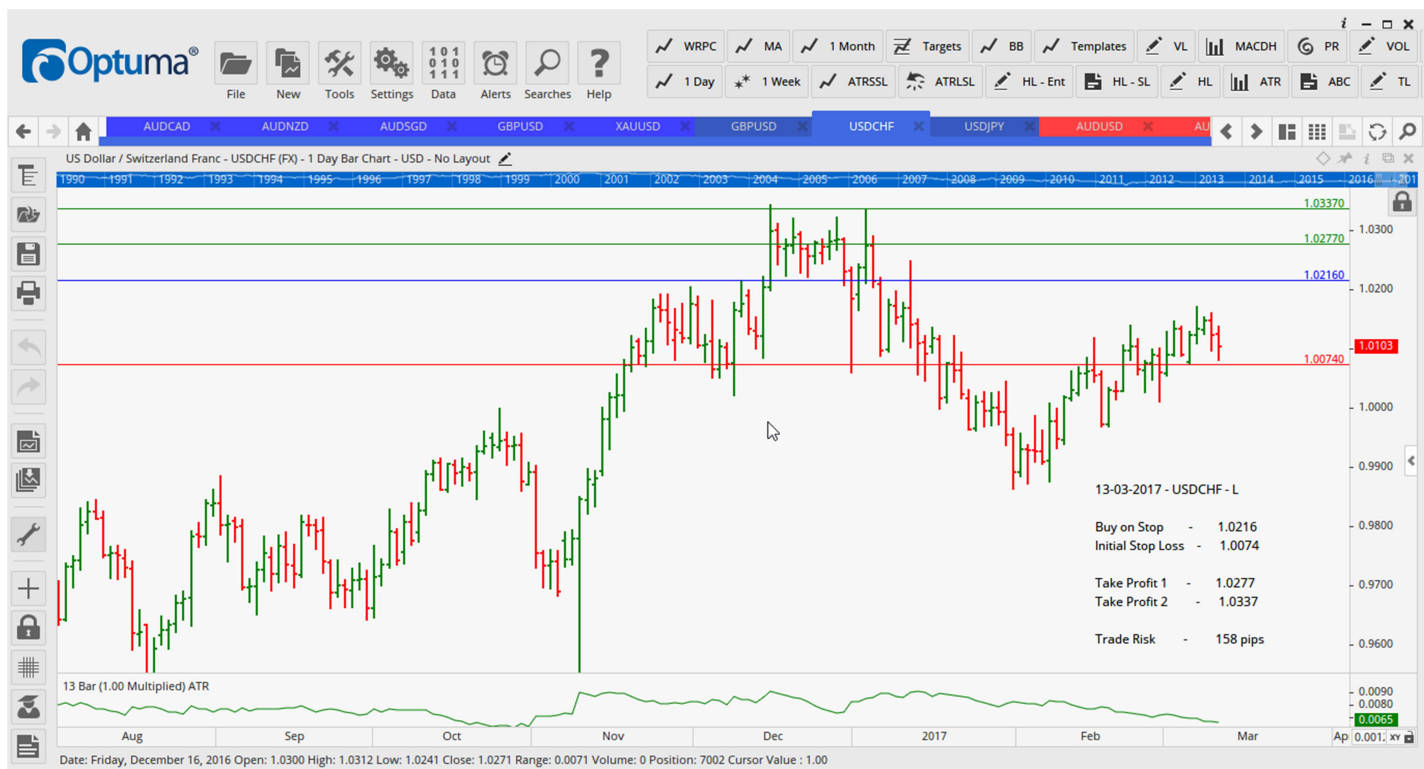 Optuma®
File
New
Tools
Settings
Data
Alerts
Searches
Help
WRPC
MA
1 Month
Targets
BB
Templates
VL
MACDH
PR
VOL
1 Day
1 Week
ATRSSL
ATRLSL
HL - Ent
HL - SL
HL
ATR
ABC
TL
AUDCAD
AUDNZD
AUDSGD
GBPUSD
XAUUSD
GBPUSD
USDCHF
USDJPY
AUDUSD
AU
US Dollar / Switzerland Franc - USDCHF (FX) - 1 Day Bar Chart - USD - No Layout
1990 1991 1992 1993 1994 1995 1996 1997 1998 1999 2000 2001 2002 2003 2004 2005 2006 2007 2008 2009 2010 2011 2012 2013 2014 2015 2016 201
1.03370
1.0300
1.02770
1.02160
1.0200
1.0103
1.00740
1.0000
0.9900
13-03-2017 - USDCHF - L
Buy on Stop - 1.0216
0.9800
Initial Stop Loss - 1.0074
Take Profit 1 - 1.0277
0.9700
Take Profit 2 - 1.0337
Trade Risk - 158 pips
0.9600
13 Bar (1.00 Multiplied) ATR
0.0090
0.0080
0.0065
Aug Sep Oct Nov Dec 2017 Feb Mar Ap
0.0012 XY
Date: Friday, December 16, 2016 Open: 1.0300 High: 1.0312 Low: 1.0241 Close: 1.0271 Range: 0.0071 Volume: 0 Position: 7002 Cursor Value : 1.00